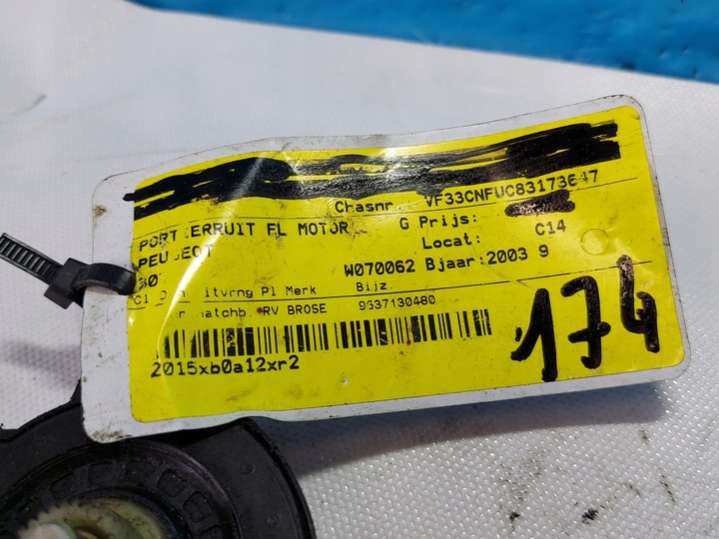 Chasnr. VF33CNFUC83173647
PORTIERRUIT FL MOTOR G Prijs:
PEUGEOT Locat: C14
W070062 Bjaar:2003 9
itvrng Pl Merk Bijz.
matchb. RV BROSE 9637130480
2015xb0a12xr2
174